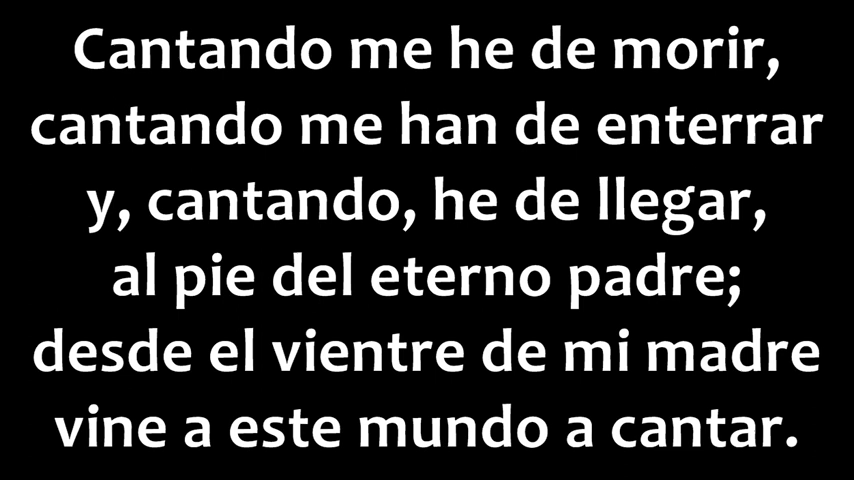 Cantando me he de morir,
cantando me han de enterrar
y, cantando, he de llegar,
al pie del eterno padre;
desde el vientre de mi madre
vine a este mundo a cantar.